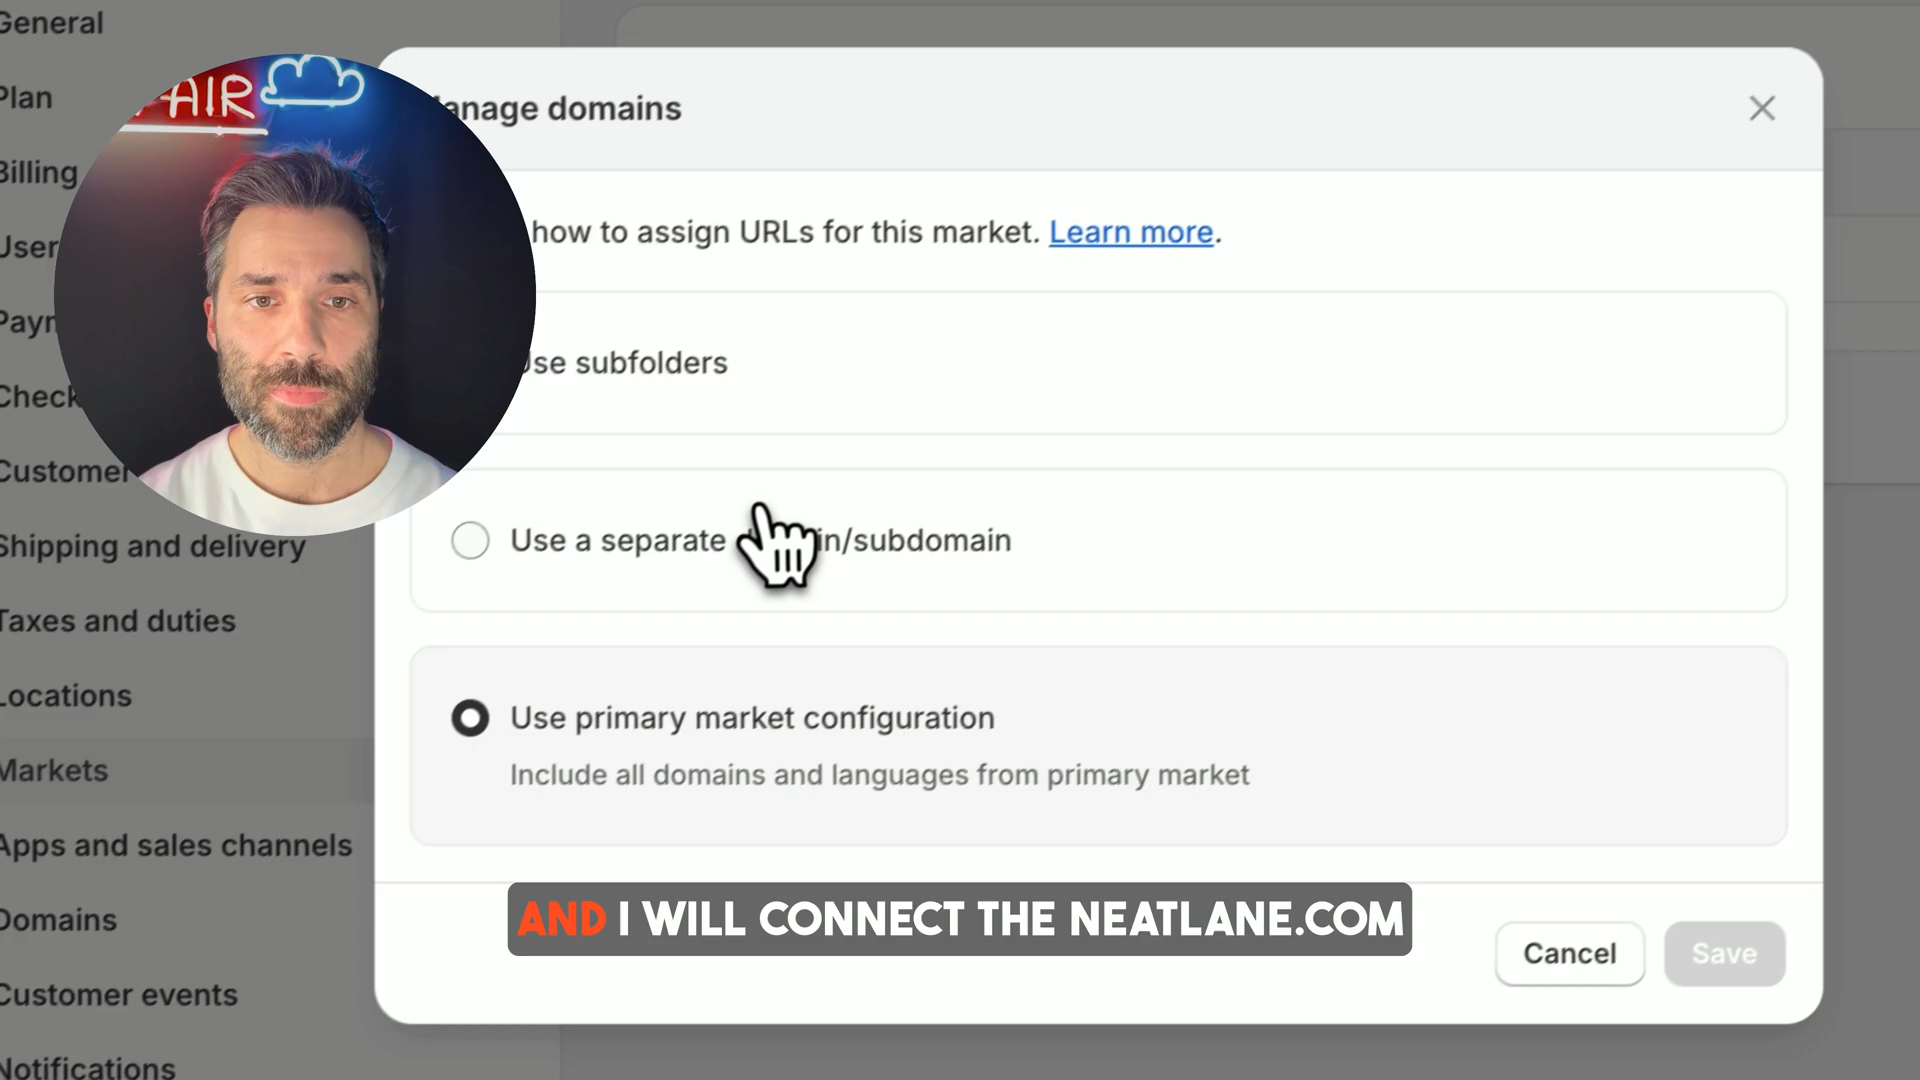 General
Plan
Billing
User
Paym
Check
Customer
Shipping and delivery
Taxes and duties
Locations
Markets
Apps and sales channels
Domains
Customer events
Notifications
AIR
anage domains
how to assign URLs for this market. Learn more.
Use subfolders
Use a separate in/subdomain
Use primary market configuration
Include all domains and languages from primary market
AND I WILL CONNECT THE NEATLANE.COM
Cancel
Save